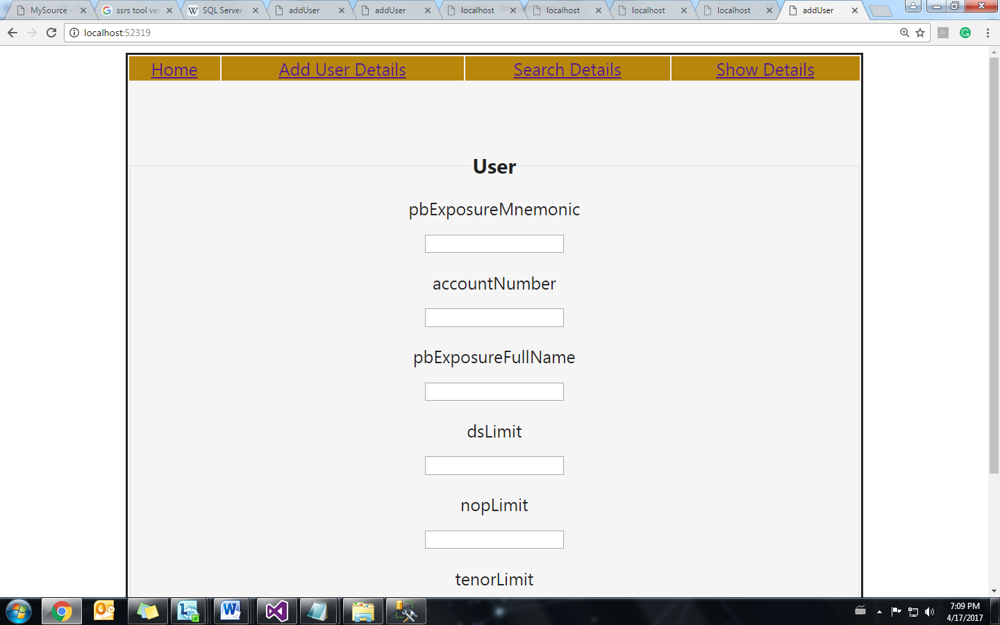 MySource -
ssrs tool ver
SQL Server
addUser
addUser
localhost
localhost
localhost
localhost
addUser
localhost:52319
Home Add User Details Search Details Show Details
User
pbExposureMnemonic
accountNumber
pbExposureFullName
dsLimit
nopLimit
tenorLimit
7:09 PM
4/17/2017